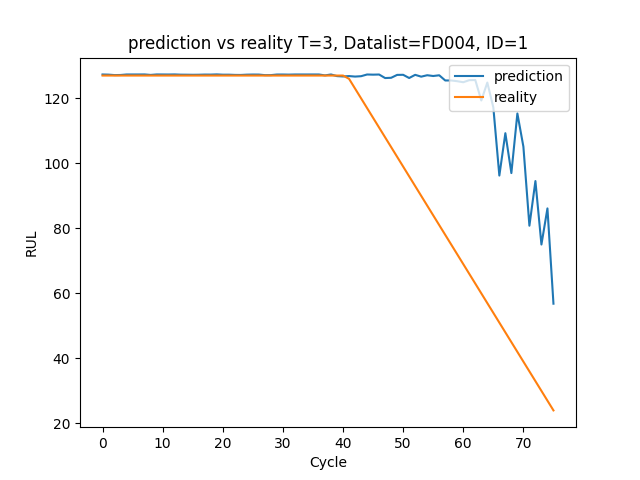 prediction vs reality T=3, Datalist=FD004, ID=1
prediction
reality
RUL
120
100
80
60
40
20
0 10 20 30 40 50 60 70
Cycle